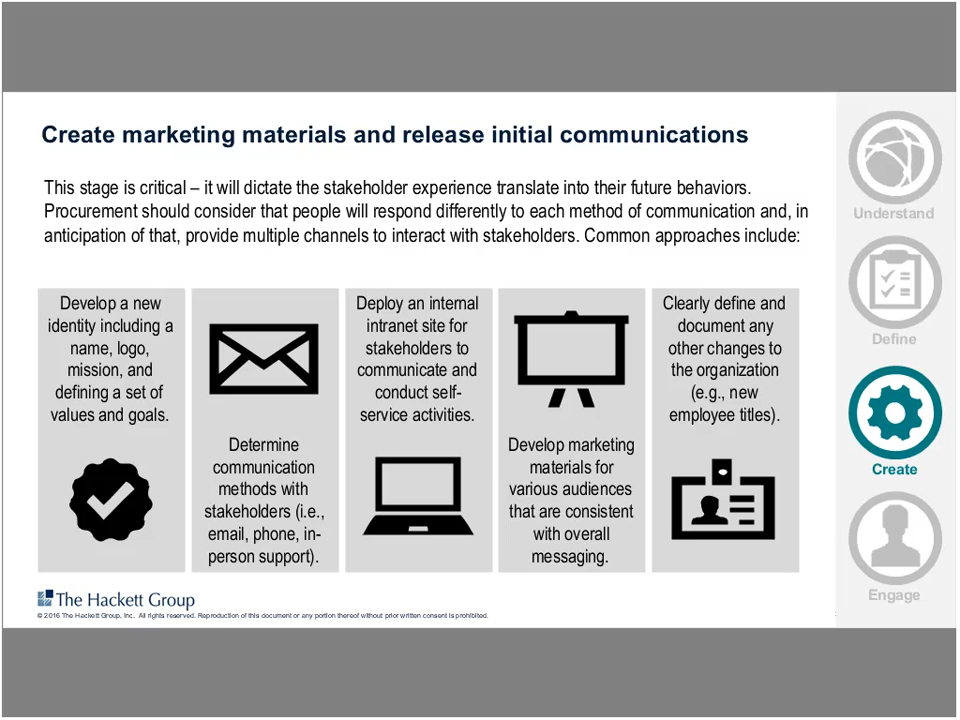 Create marketing materials and release initial communications
This stage is critical – it will dictate the stakeholder experience translate into their future behaviors.
Procurement should consider that people will respond differently to each method of communication and, in
anticipation of that, provide multiple channels to interact with stakeholders. Common approaches include:
Develop a new
identity including a
name, logo,
mission, and
defining a set of
values and goals.
Determine
communication
methods with
stakeholders (i.e.,
email, phone, in-
person support).
Deploy an internal
intranet site for
stakeholders to
communicate and
conduct self-
service activities.
Develop marketing
materials for
various audiences
that are consistent
with overall
messaging.
Clearly define and
document any
other changes to
the organization
(e.g., new
employee titles).
Understand
Define
Create
Engage
The Hackett Group
© 2016 The Hackett Group, Inc. All rights reserved. Reproduction of this document or any portion thereof without prior written consent is prohibited.